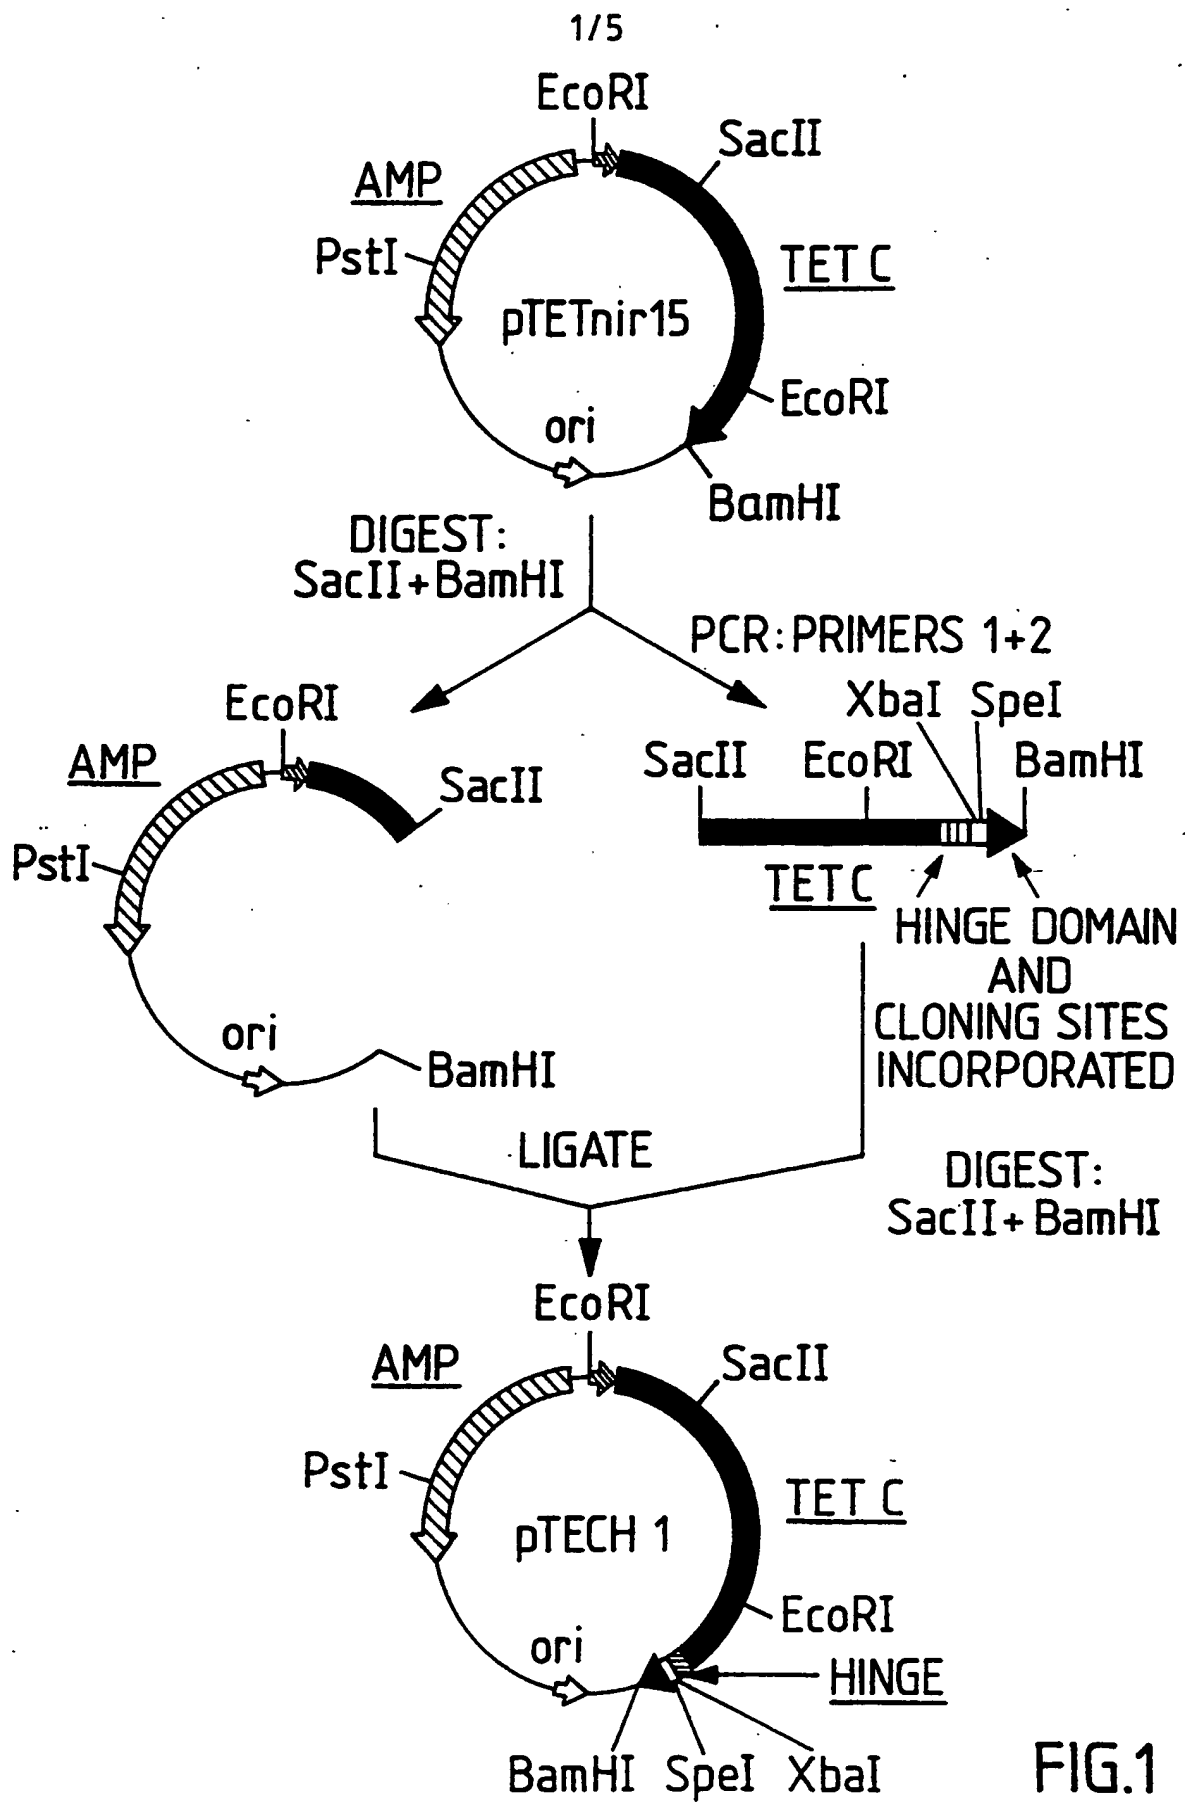 1/5
EcoRI
SacII
AMP
PstI
TET C
pTETnir15
EcoRI
ori
BamHI
DIGEST:
SacII+BamHI
PCR:PRIMERS 1+2
XbaI SpeI
EcoRI
AMP
SacII
SacII EcoRI BamHI
PstI
TET C
HINGE DOMAIN
AND
CLONING SITES
INCORPORATED
ori
BamHI
LIGATE
DIGEST:
SacII+BamHI
EcoRI
AMP
SacII
PstI
TET C
pTECH 1
EcoRI
ori
HINGE
BamHI SpeI XbaI
FIG.1